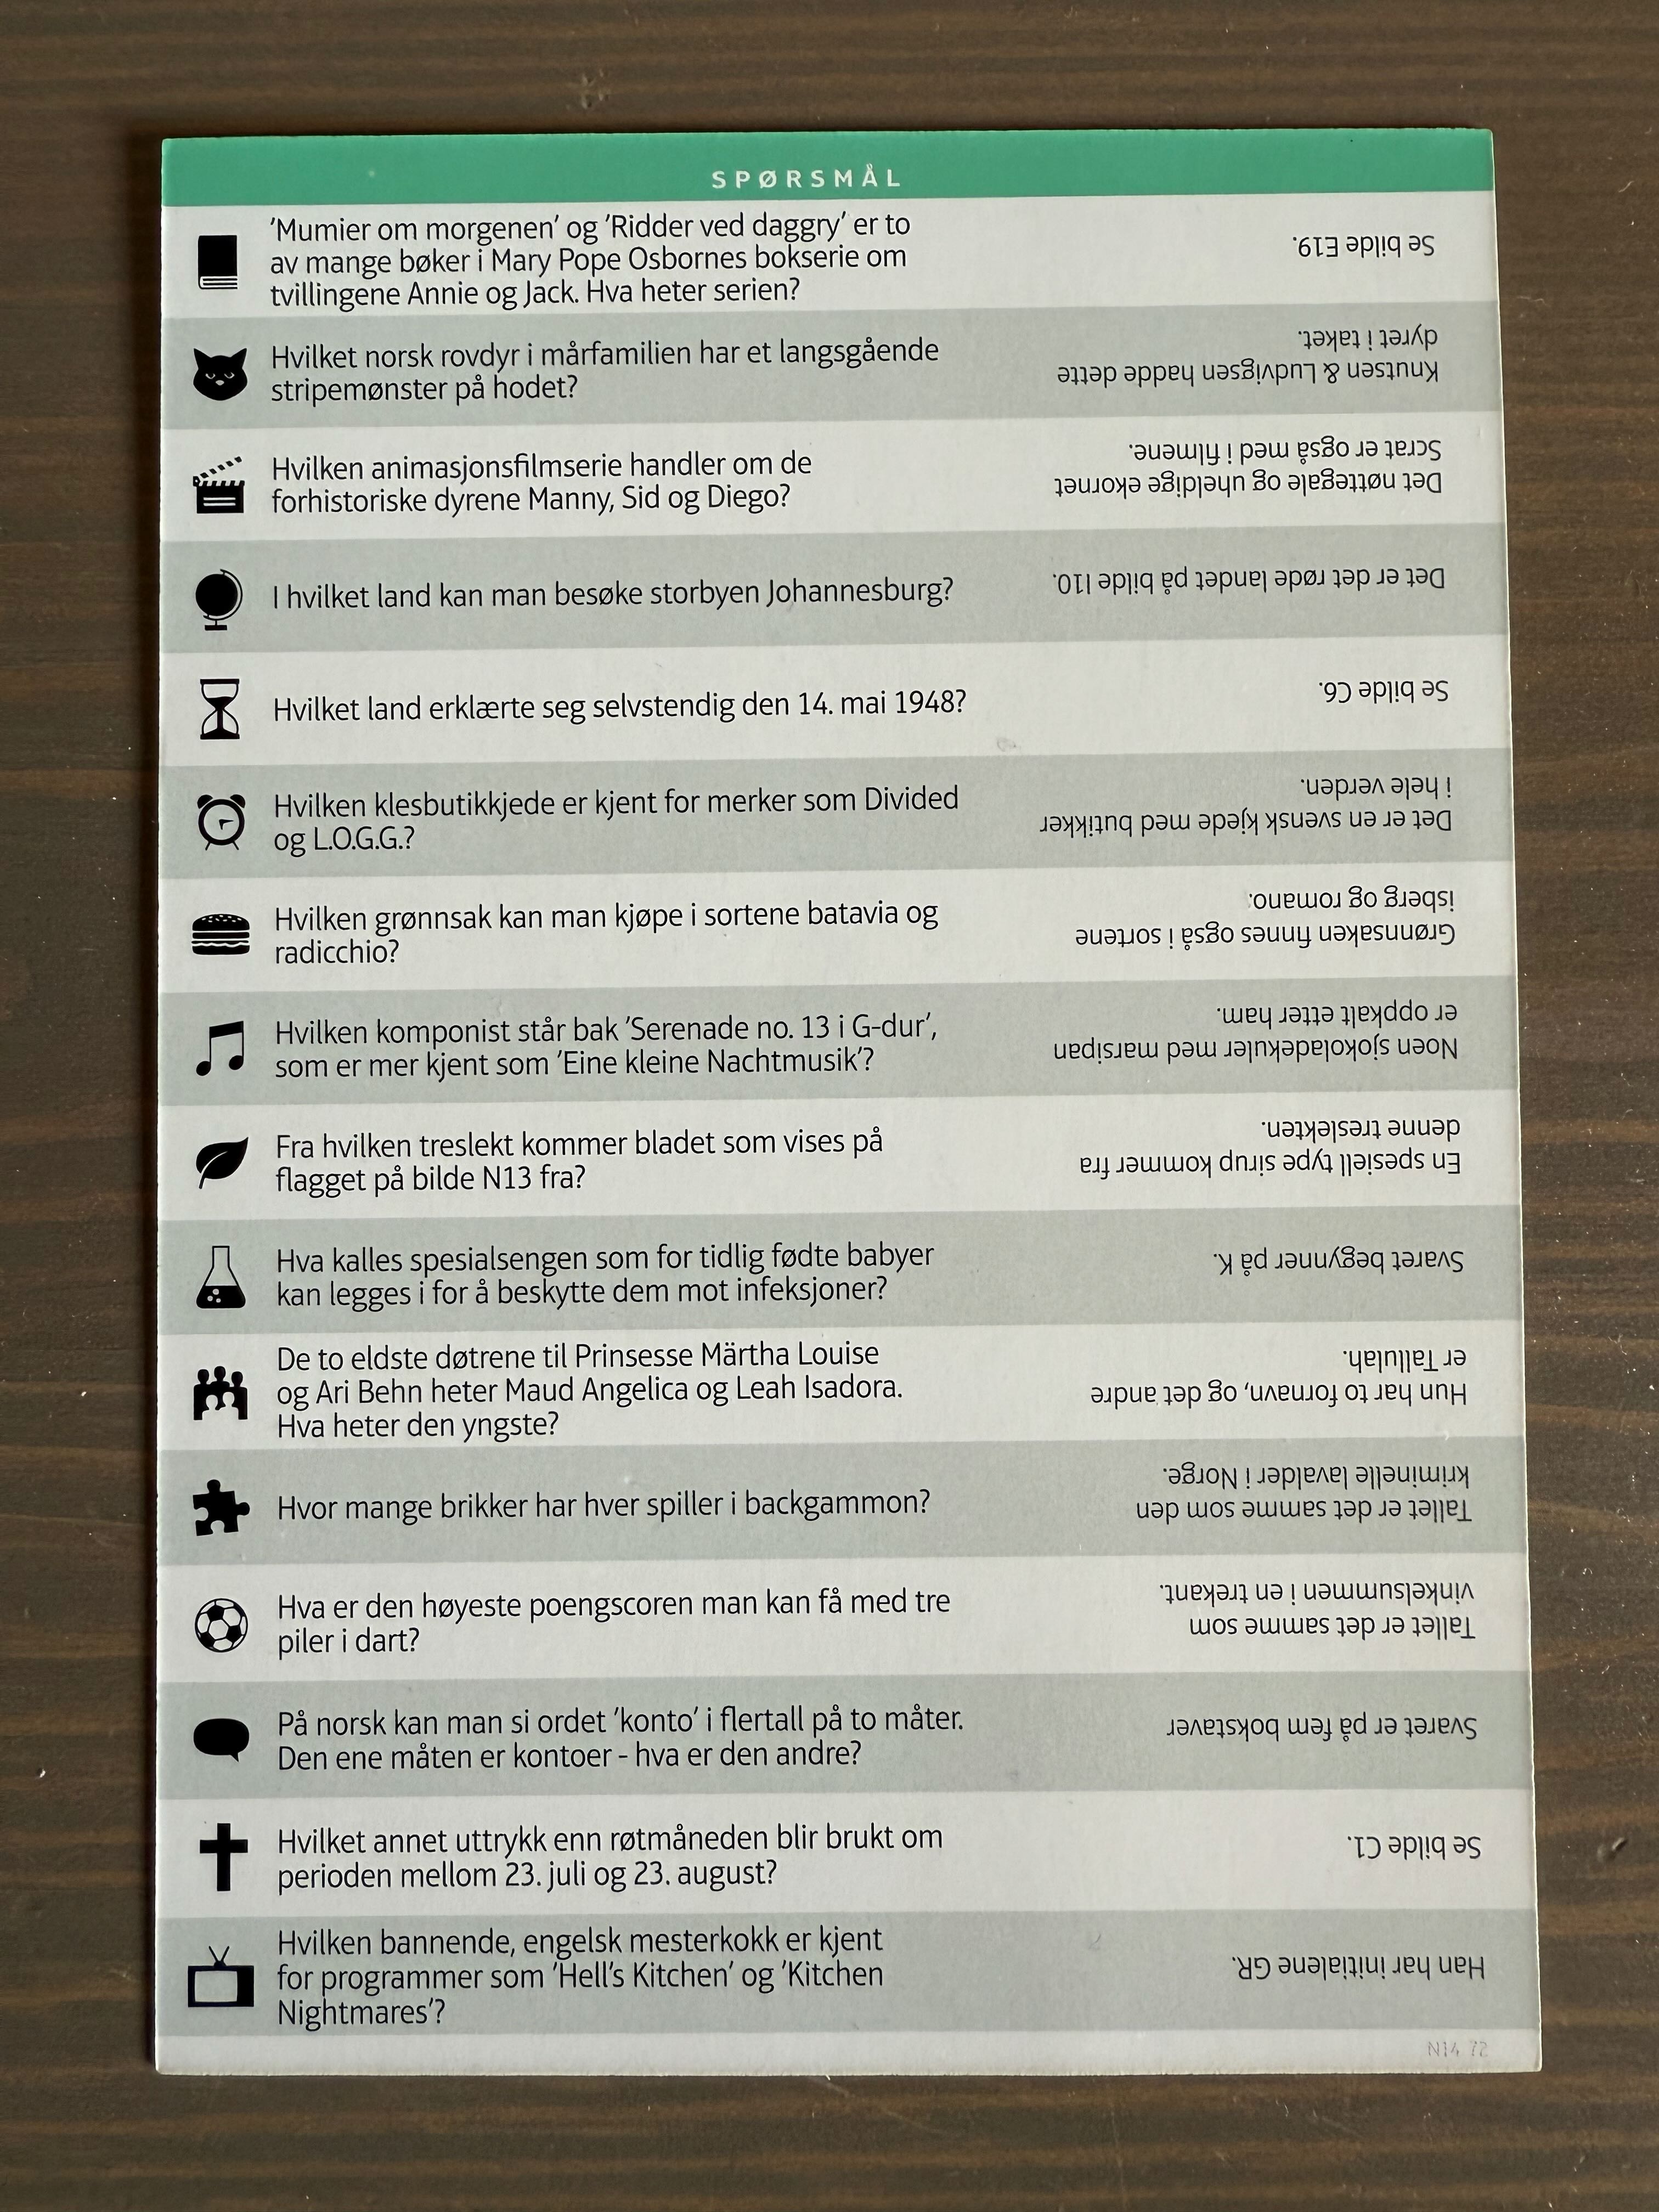 SPØRSMÅL
'Mumier om morgenen' og 'Ridder ved daggry' er to
av mange bøker i Mary Pope Osbornes bokserie om
tvillingene Annie og Jack. Hva heter serien?
Se bilde E19.
Hvilket norsk rovdyr i mårfamilien har et langsgående
stripemønster på hodet?
Knutsen & Ludvigsen hadde dette
dyret i taket.
Hvilken animasjonsfilmserie handler om de
forhistoriske dyrene Manny, Sid og Diego?
Det nøttegale og uheldige ekornet
Scrat er også med i filmene.
I hvilket land kan man besøke storbyen Johannesburg?
Det er det røde landet på bilde I10.
Hvilket land erklærte seg selvstendig den 14. mai 1948?
Se bilde C6.
Hvilken klesbutikkjede er kjent for merker som Divided
og L.O.G.G.?
Det er en svensk kjede med butikker
i hele verden.
Hvilken grønnsak kan man kjøpe i sortene batavia og
radicchio?
Grønnsaken finnes også i sortene
isberg og romano.
Hvilken komponist står bak 'Serenade no. 13 i G-dur',
som er mer kjent som 'Eine kleine Nachtmusik'?
Noen sjokoladekuler med marsipan
er oppkalt etter ham.
Fra hvilken treslekt kommer bladet som vises på
flagget på bilde N13 fra?
En spesiell type sirup kommer fra
denne treslekten.
Hva kalles spesialsengen som for tidlig fødte babyer
kan legges i for å beskytte dem mot infeksjoner?
Svaret begynner på K.
De to eldste døtrene til Prinsesse Märtha Louise
og Ari Behn heter Maud Angelica og Leah Isadora.
Hva heter den yngste?
Hun har to fornavn, og det andre
er Tallulah.
Hvor mange brikker har hver spiller i backgammon?
Tallet er det samme som den
kriminelle lavalder i Norge.
Hva er den høyeste poengscoren man kan få med tre
piler i dart?
Tallet er det samme som
vinkelsummen i en trekant.
På norsk kan man si ordet 'konto' i flertall på to måter.
Den ene måten er kontoer - hva er den andre?
Svaret er på fem bokstaver
Hvilket annet uttrykk enn røtmåneden blir brukt om
perioden mellom 23. juli og 23. august?
Se bilde C1.
Hvilken bannende, engelsk mesterkokk er kjent
for programmer som 'Hell's Kitchen' og 'Kitchen
Nightmares'?
Han har initialene GR.
N14 72